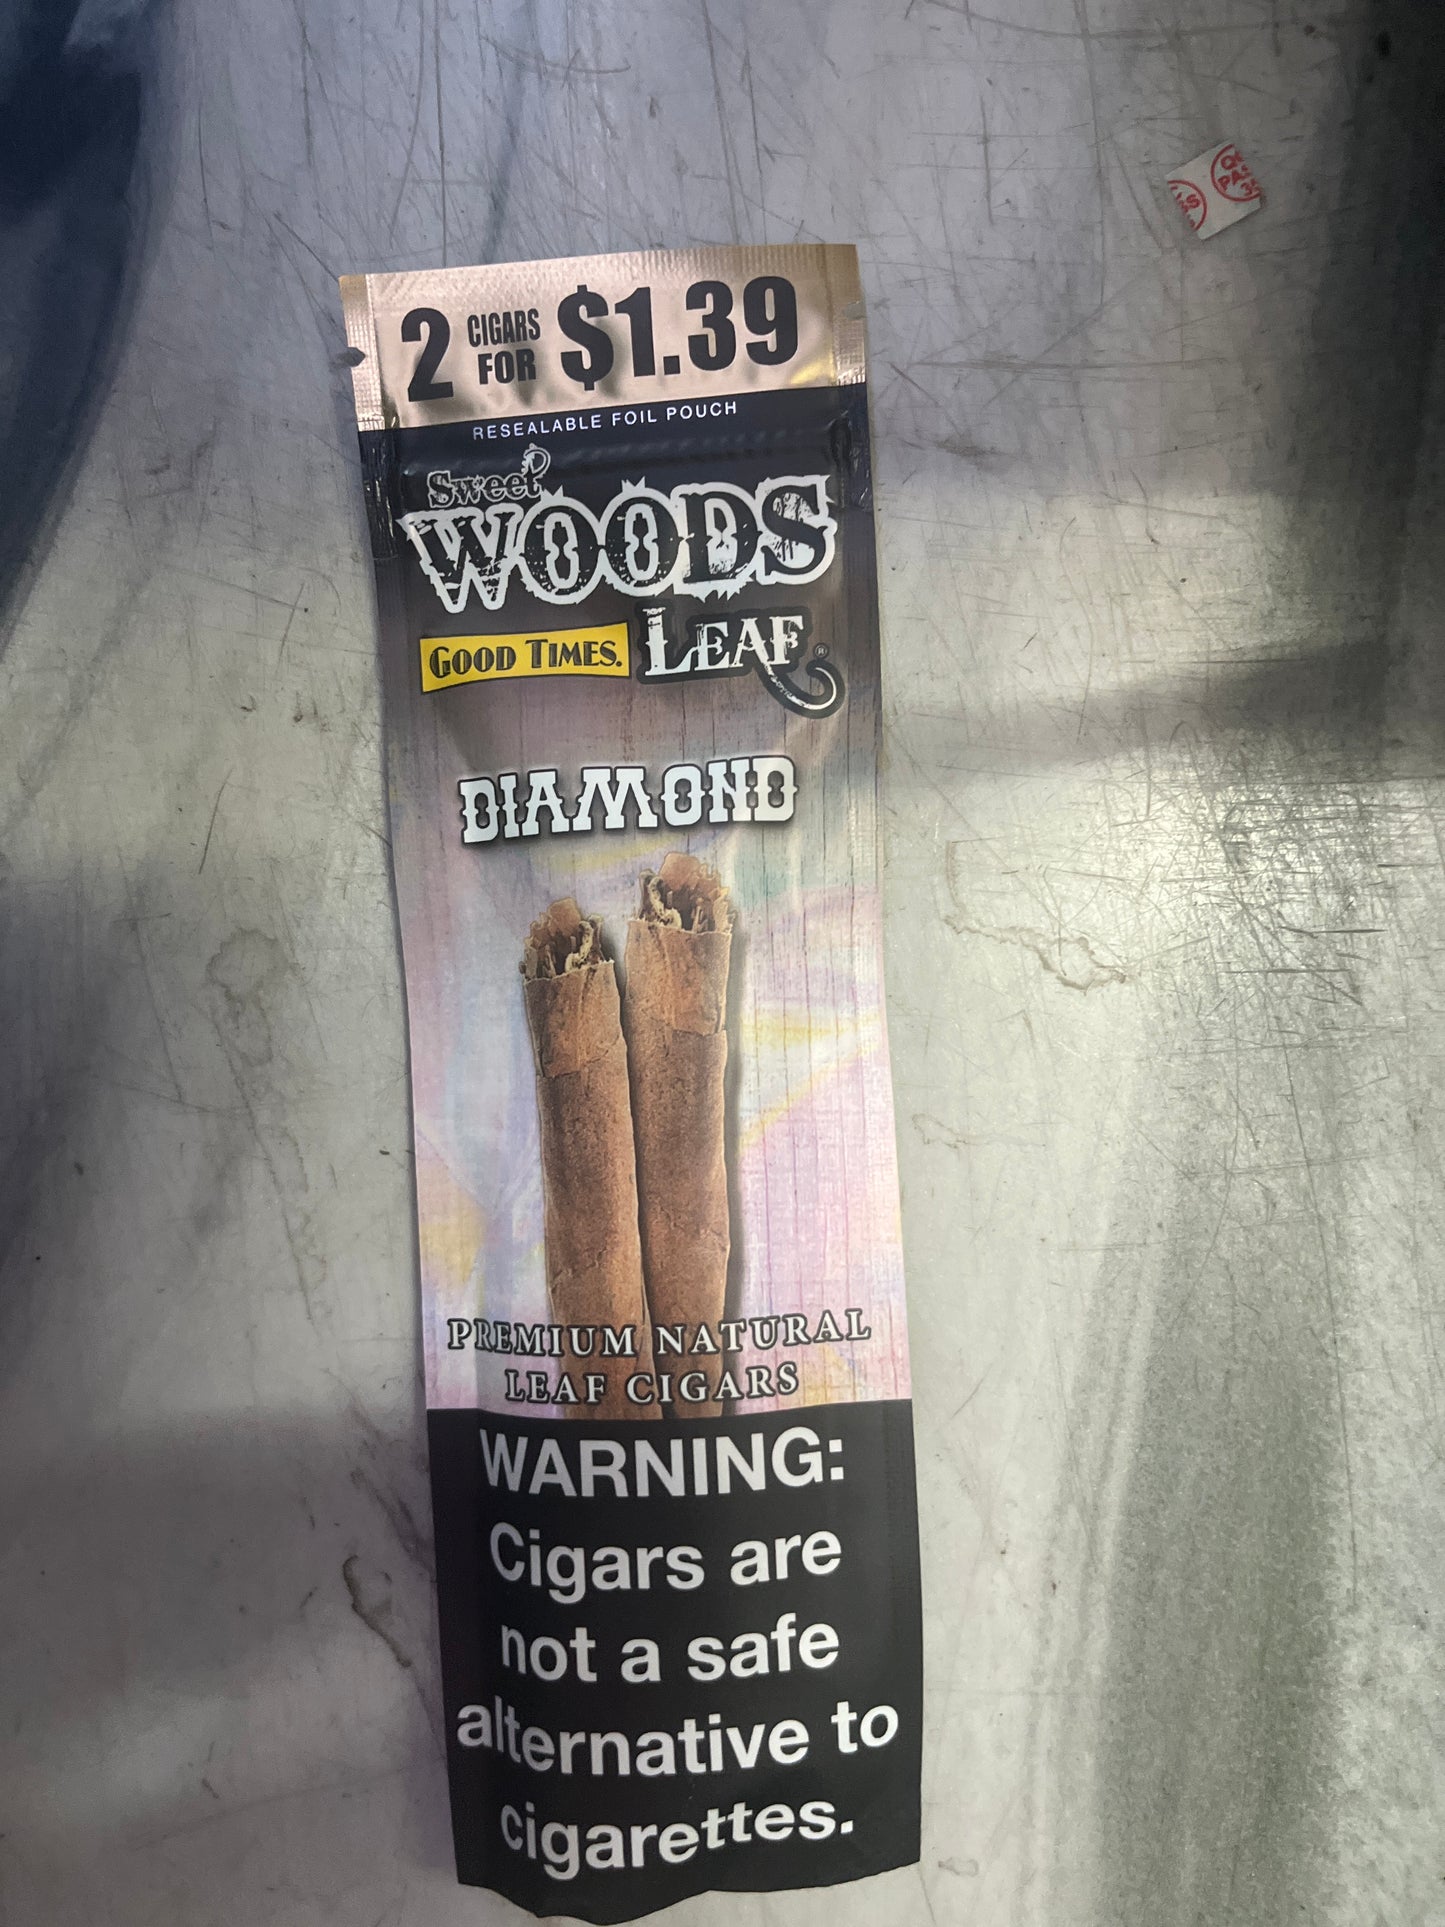 2 CIGARS FOR $1.39
RESEALABLE FOIL POUCH
Sweet
WOODS
GOOD TIMES. LEAF®
DIAMOND
PREMIUM NATURAL
LEAF CIGARS
WARNING:
Cigars are
not a safe
alternative to
cigarettes.